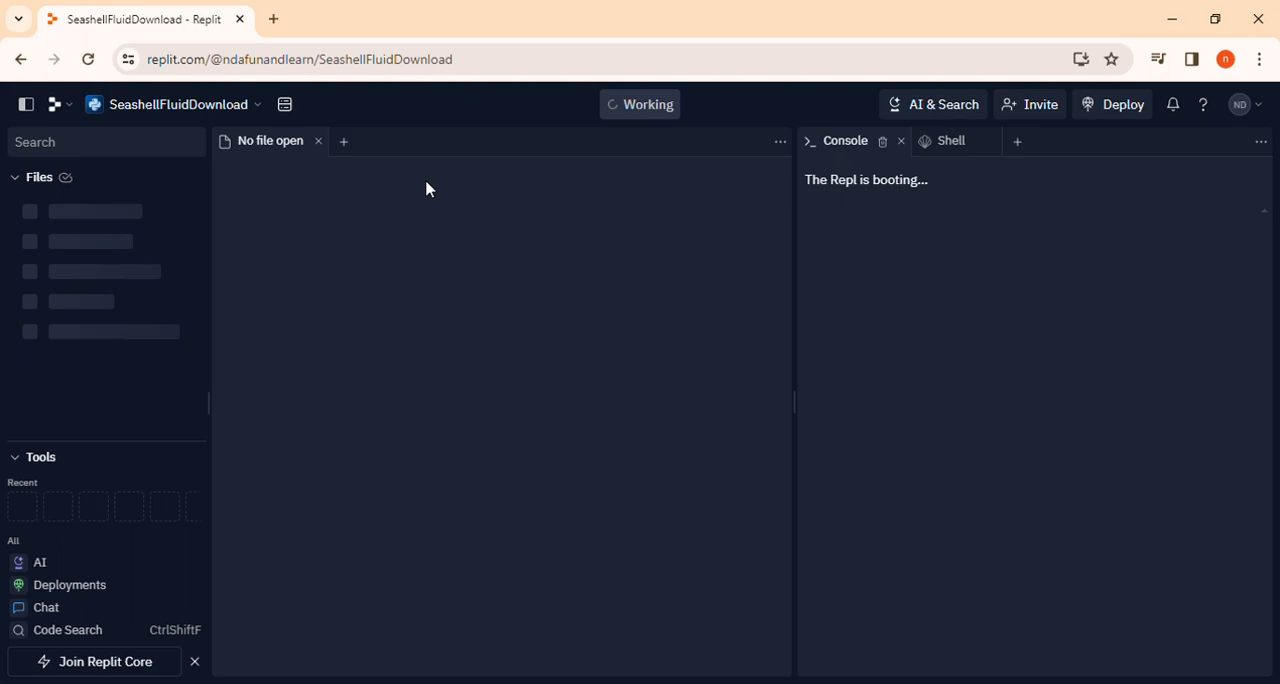 SeashellFluidDownload - Replit
replit.com/@ndafunandlearn/SeashellFluidDownload
n
SeashellFluidDownload
Working
AI & Search
Invite
Deploy
?
ND
Search
No file open
Console
Shell
Files
The Repl is booting...
Tools
Recent
All
AI
Deployments
Chat
Code Search CtrlShiftF
Join Replit Core